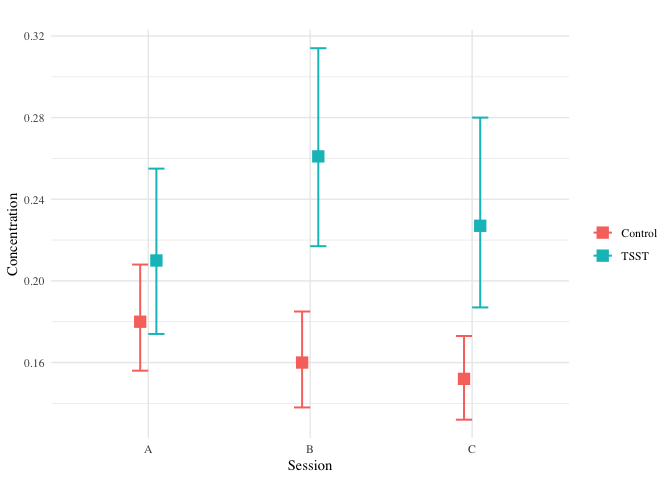 0.32
0.28
0.24
0.20
0.16
Concentration
A
B
C
Session
Control
TSST